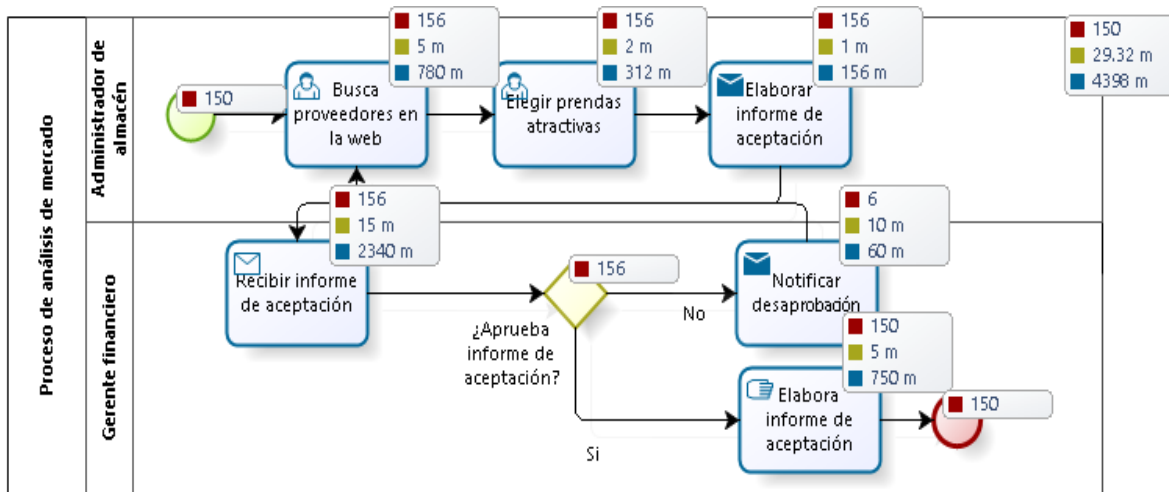 Proceso de análisis de mercado
Administrador de
almacén
150
156
5 m
780 m
Busca
proveedores en
la web
156
2 m
312 m
Elegir prendas
atractivas
156
1 m
156 m
Elaborar
informe de
aceptación
150
29.32 m
4398 m
Gerente financiero
156
15 m
2340 m
Recibir informe
de aceptación
156
¿Aprueba
informe de
aceptación?
No
Si
6
10 m
60 m
Notificar
desaprobación
150
5 m
750 m
Elabora
informe de
aceptación
150